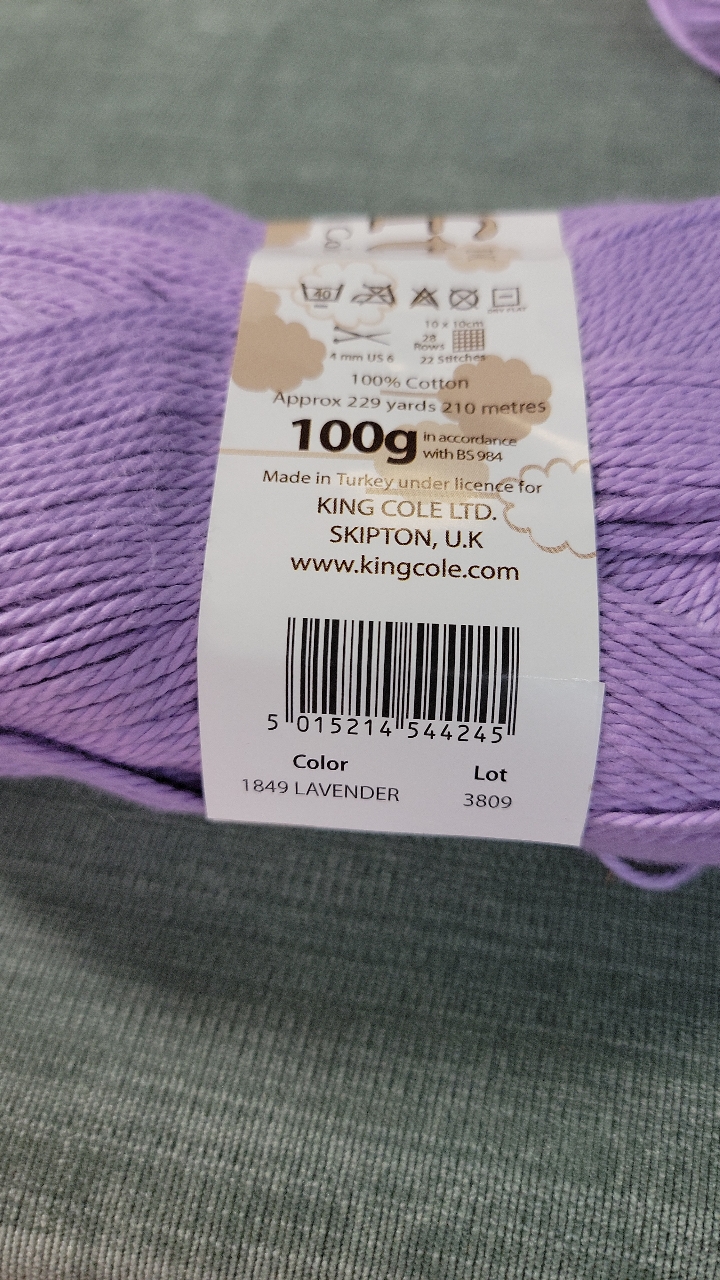 40
DRY FLAT
10 x 10cm
28
Rows
4 mm US 6
22 Stitches
100% Cotton
Approx 229 yards 210 metres
100g in accordance
with BS 984
Made in Turkey under licence for
KING COLE LTD.
SKIPTON, U.K
www.kingcole.com
5 015214 544245
Color
Lot
1849 LAVENDER
3809